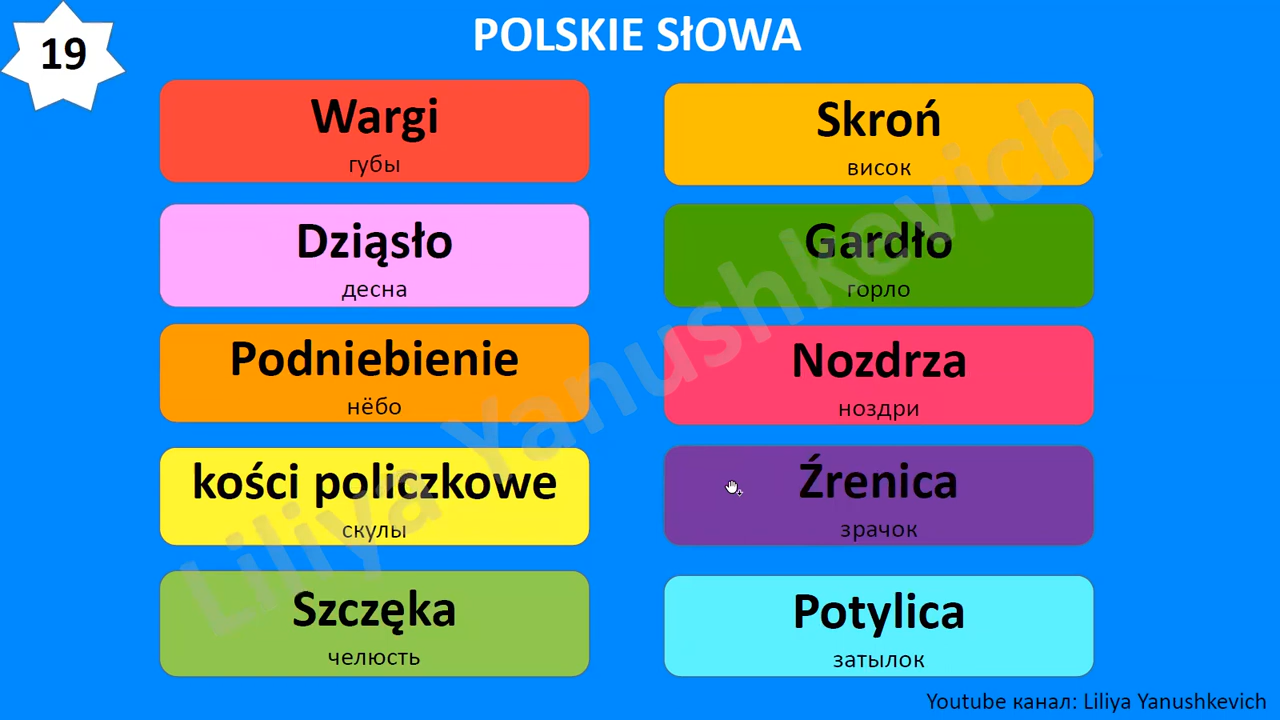 19
POLSKIE SłOWA
Wargi
губы
Dziąsło
десна
Podniebienie
нёбо
kości policzkowe
скулы
Szczęka
челюсть
Skroń
висок
Gardło
горло
Nozdrza
ноздри
Źrenica
зрачок
Potylica
затылок
Liliya Yanushkevich
Youtube канал: Liliya Yanushkevich